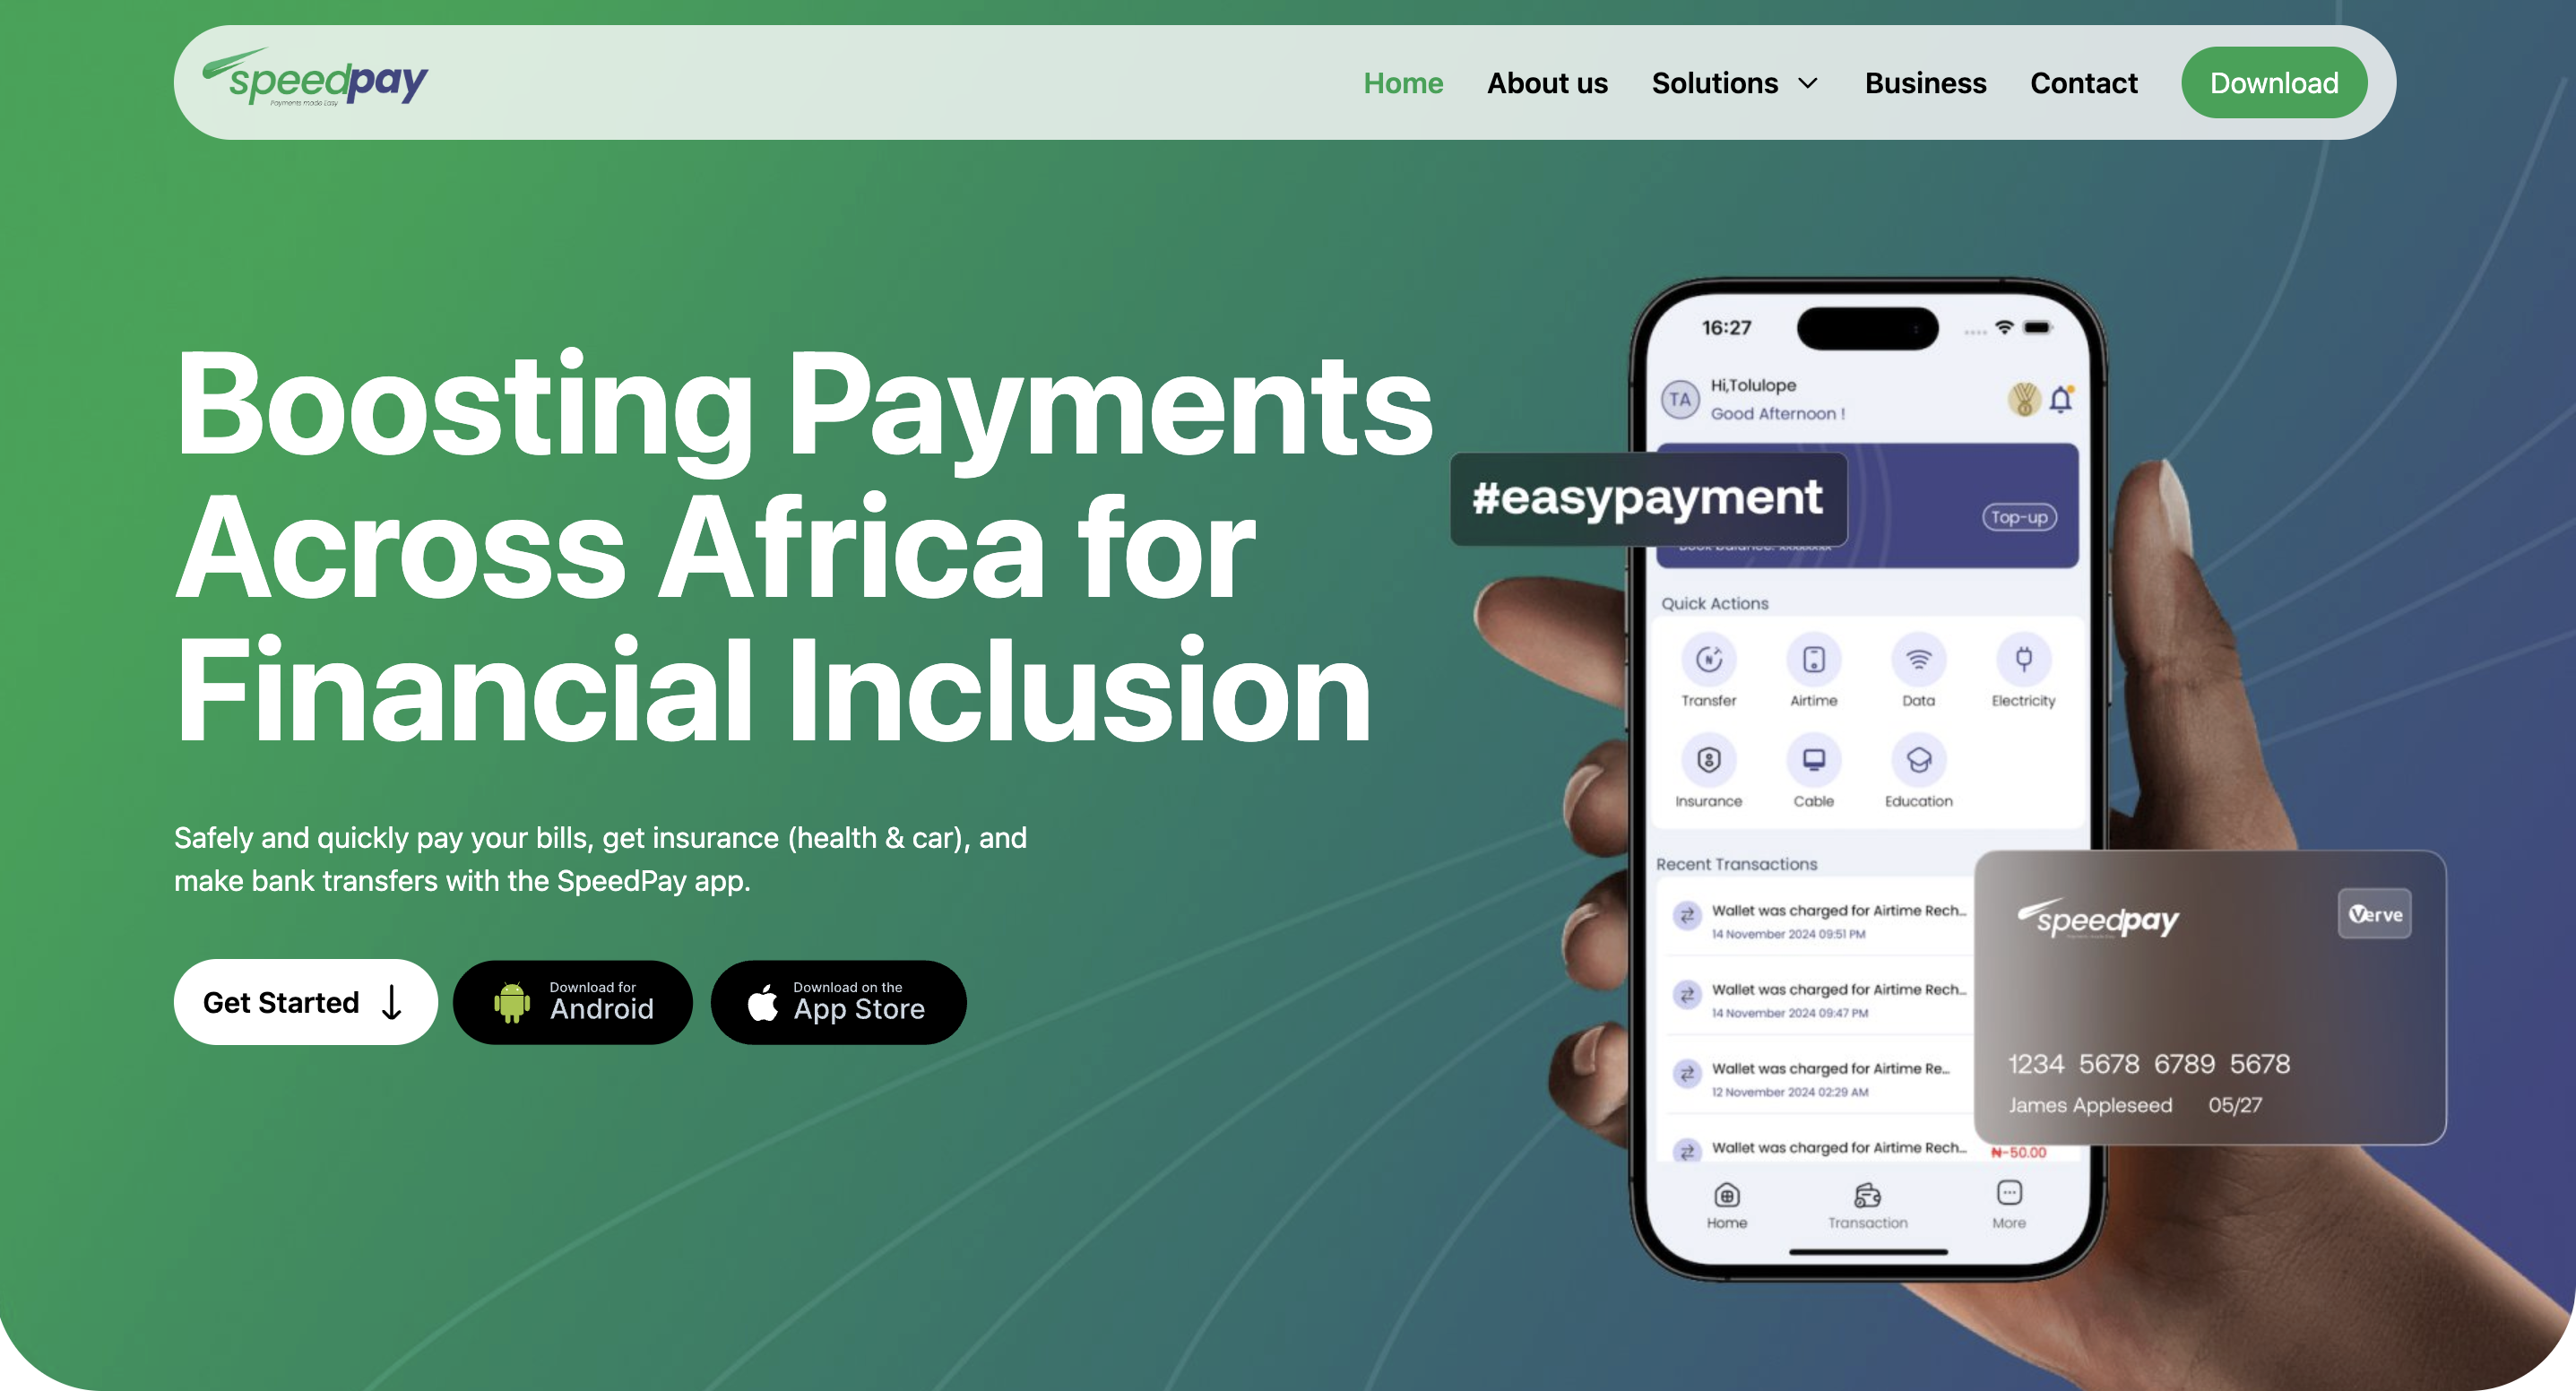 speedpay
Payments made Easy
Home
About us
Solutions
Business
Contact
Download
Boosting Payments
Across Africa for
Financial Inclusion
Safely and quickly pay your bills, get insurance (health & car), and
make bank transfers with the SpeedPay app.
Get Started
Download for
Android
Download on the
App Store
16:27
TA
Hi,Tolulope
Good Afternoon !
#easypayment
Top-up
Quick Actions
Transfer
Airtime
Data
Electricity
Insurance
Cable
Education
Recent Transactions
Wallet was charged for Airtime Rech...
14 November 2024 09:51 PM
Wallet was charged for Airtime Rech...
14 November 2024 09:47 PM
Wallet was charged for Airtime Re...
12 November 2024 02:29 AM
Wallet was charged for Airtime Rech...
₦-50.00
speedpay
Verve
1234 5678 6789 5678
James Appleseed 05/27
Home
Transaction
More